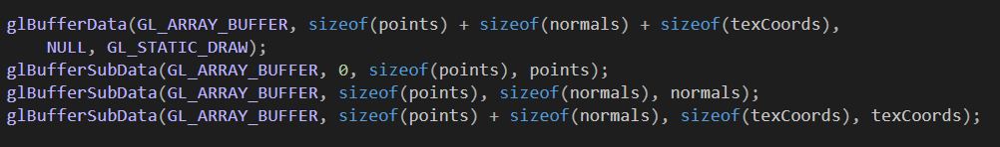 glBufferData(GL_ARRAY_BUFFER, sizeof(points) + sizeof(normals) + sizeof(texCoords),
NULL, GL_STATIC_DRAW);
glBufferSubData(GL_ARRAY_BUFFER, 0, sizeof(points), points);
glBufferSubData(GL_ARRAY_BUFFER, sizeof(points), sizeof(normals), normals);
glBufferSubData(GL_ARRAY_BUFFER, sizeof(points) + sizeof(normals), sizeof(texCoords), texCoords);